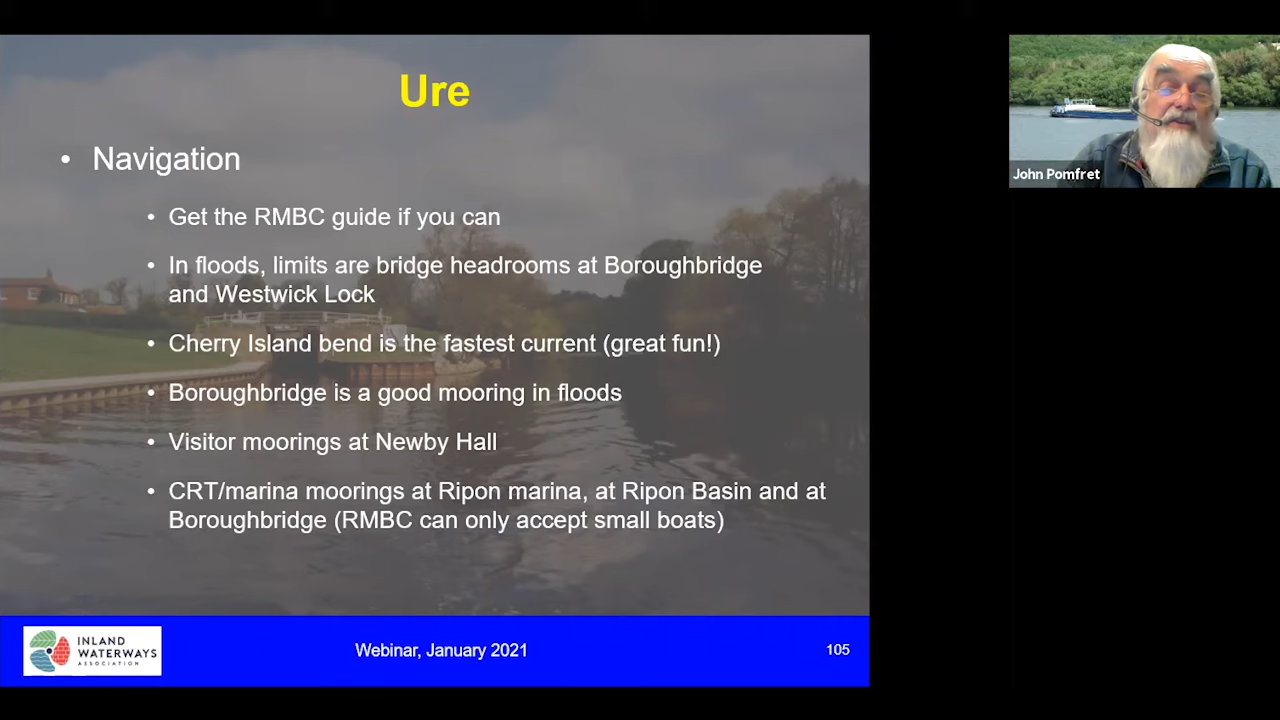 Ure
• Navigation
• Get the RMBC guide if you can
• In floods, limits are bridge headrooms at Boroughbridge
and Westwick Lock
• Cherry Island bend is the fastest current (great fun!)
• Boroughbridge is a good mooring in floods
• Visitor moorings at Newby Hall
• CRT/marina moorings at Ripon marina, at Ripon Basin and at
Boroughbridge (RMBC can only accept small boats)
INLAND
WATERWAYS
ASSOCIATION
Webinar, January 2021
105
John Pomfret